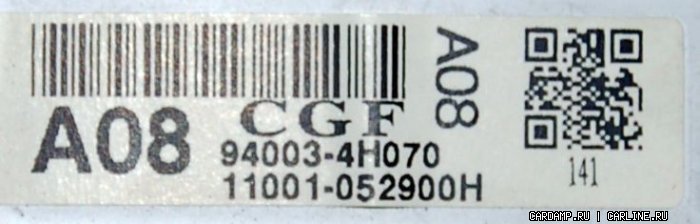 A08
CGF
94003-4H070
11001-052900H
A08
141
CARDAMP.RU | CARLINE.RU